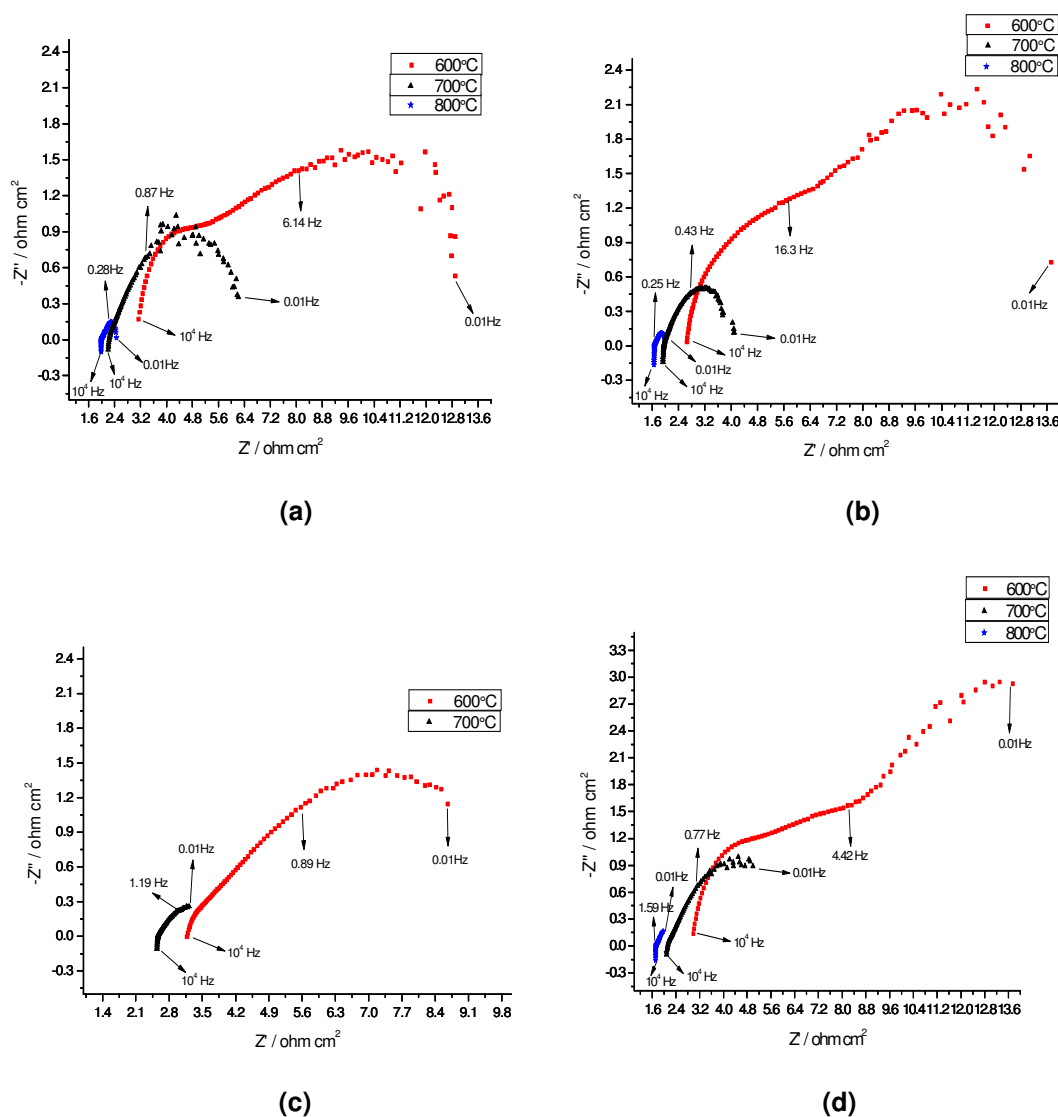 2.4
2.1
1.8
1.5
1.2
0.9
0.6
0.3
0.0
-0.3
-Z'' / ohm cm²
600°C
700°C
800°C
0.87 Hz
6.14 Hz
0.28Hz
0.01Hz
0.01Hz
10⁴ Hz
0.01Hz
10⁴ Hz
10⁴ Hz
1.6 2.4 3.2 4.0 4.8 5.6 6.4 7.2 8.0 8.8 9.6 10.4 11.2 12.0 12.8 13.6
Z' / ohm cm²
(a)
2.4
2.1
1.8
1.5
1.2
0.9
0.6
0.3
0.0
-0.3
-Z'' / ohm cm²
600°C
700°C
800°C
0.43 Hz
16.3 Hz
0.25 Hz
0.01Hz
0.01Hz
10⁴ Hz
0.01Hz
10⁴ Hz
10⁴ Hz
1.6 2.4 3.2 4.0 4.8 5.6 6.4 7.2 8.0 8.8 9.6 10.4 11.2 12.0 12.8 13.6
Z' / ohm cm²
(b)
2.4
2.1
1.8
1.5
1.2
0.9
0.6
0.3
0.0
-0.3
-Z'' / ohm cm²
600°C
700°C
0.01Hz
0.89 Hz
0.01Hz
1.19 Hz
10⁴ Hz
10⁴ Hz
1.4 2.1 2.8 3.5 4.2 4.9 5.6 6.3 7.0 7.7 8.4 9.1 9.8
Z' / ohm cm²
(c)
3.3
3.0
2.7
2.4
2.1
1.8
1.5
1.2
0.9
0.6
0.3
0.0
-0.3
-Z'' / ohm cm²
600°C
700°C
800°C
0.01Hz
0.77 Hz
4.42 Hz
0.01Hz
0.01Hz
1.59 Hz
10⁴ Hz
10⁴ Hz
10⁴ Hz
1.6 2.4 3.2 4.0 4.8 5.6 6.4 7.2 8.0 8.8 9.6 10.4 11.2 12.0 12.8 13.6
Z' / ohm cm²
(d)